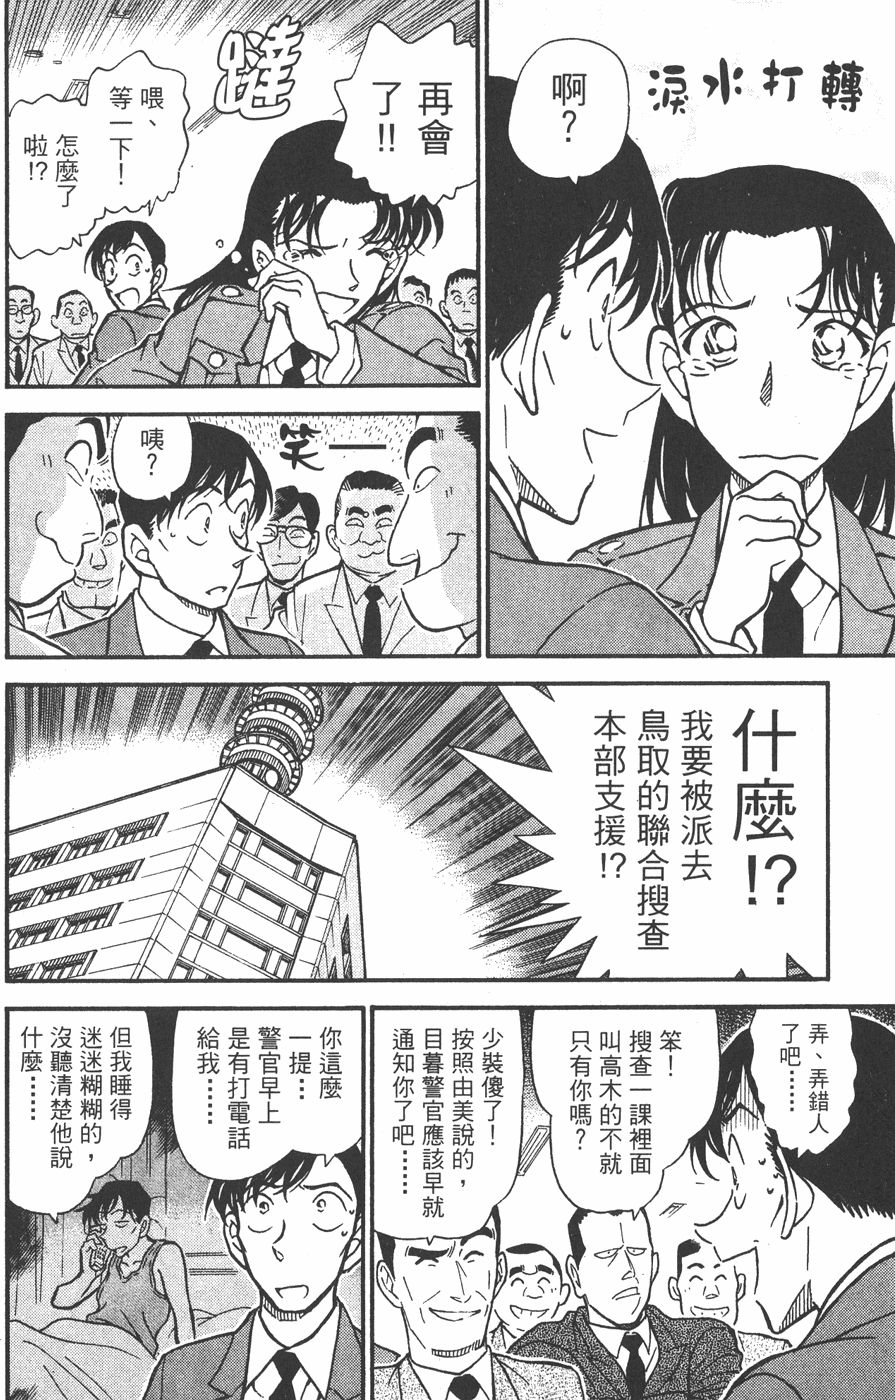 淚水打轉
啊?
再會
了!!
躂
喂、
等一下!
怎麼了
啦!?
笑—
咦?
什麼!?
我要被派去
鳥取的聯合搜查
本部支援!?
弄、弄錯人
了吧……
笨!
搜查一課裡面
叫高木的不就
只有你嗎?
少裝傻了!
按照由美說的,
目暮警官應該早就
通知你了吧……
你這麼
一提…
警官早上
是有打電話
給我……
但我睡得
迷迷糊糊的,
沒聽清楚他說
什麼……